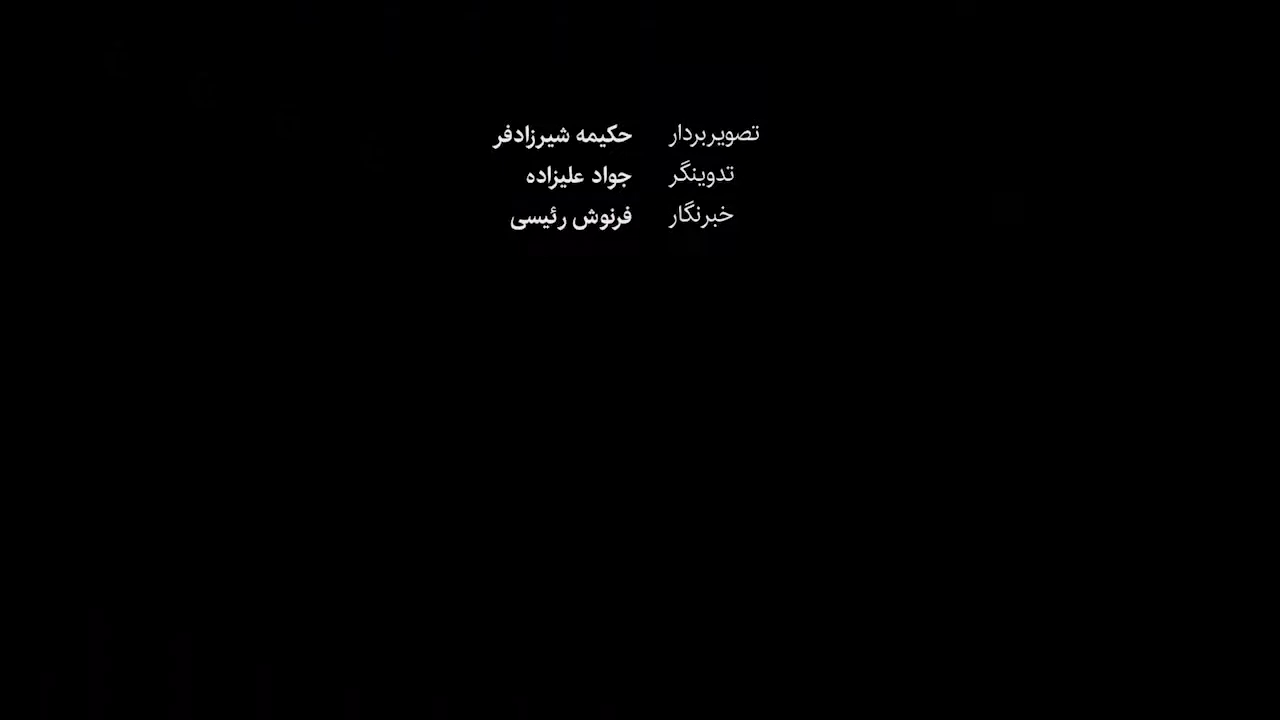 تصویربردار حکیمه شیرزادفر
تدوینگر جواد علیزاده
خبرنگار فرنوش رئیسی